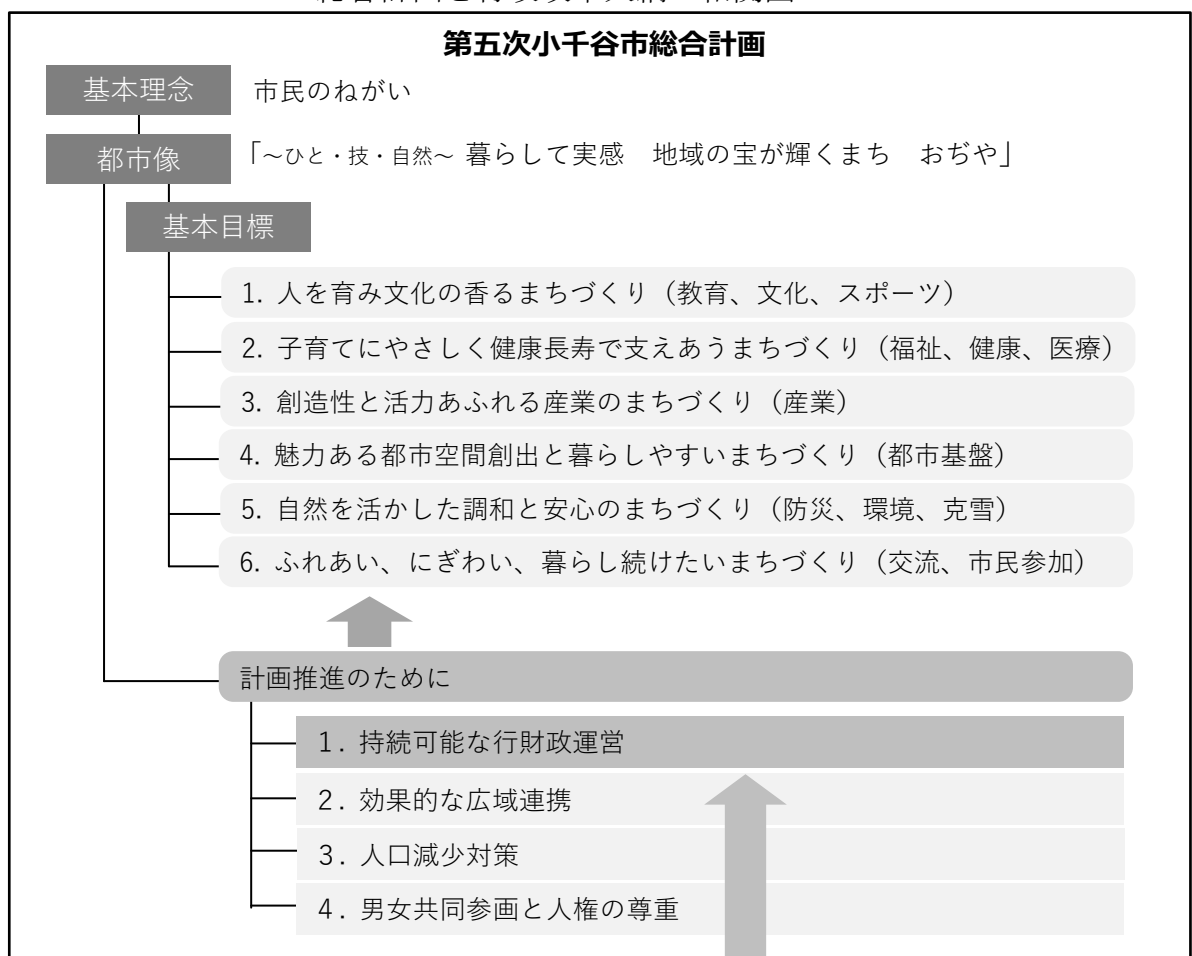 第五次小千谷市総合計画
基本理念 市民のねがい
都市像 「～ひと・技・自然～ 暮らして実感 地域の宝が輝くまち おぢや」
基本目標
1. 人を育み文化の香るまちづくり（教育、文化、スポーツ）
2. 子育てにやさしく健康長寿で支えあうまちづくり（福祉、健康、医療）
3. 創造性と活力あふれる産業のまちづくり（産業）
4. 魅力ある都市空間創出と暮らしやすいまちづくり（都市基盤）
5. 自然を活かした調和と安心のまちづくり（防災、環境、克雪）
6. ふれあい、にぎわい、暮らし続けたいまちづくり（交流、市民参加）
計画推進のために
1. 持続可能な行財政運営
2. 効果的な広域連携
3. 人口減少対策
4. 男女共同参画と人権の尊重